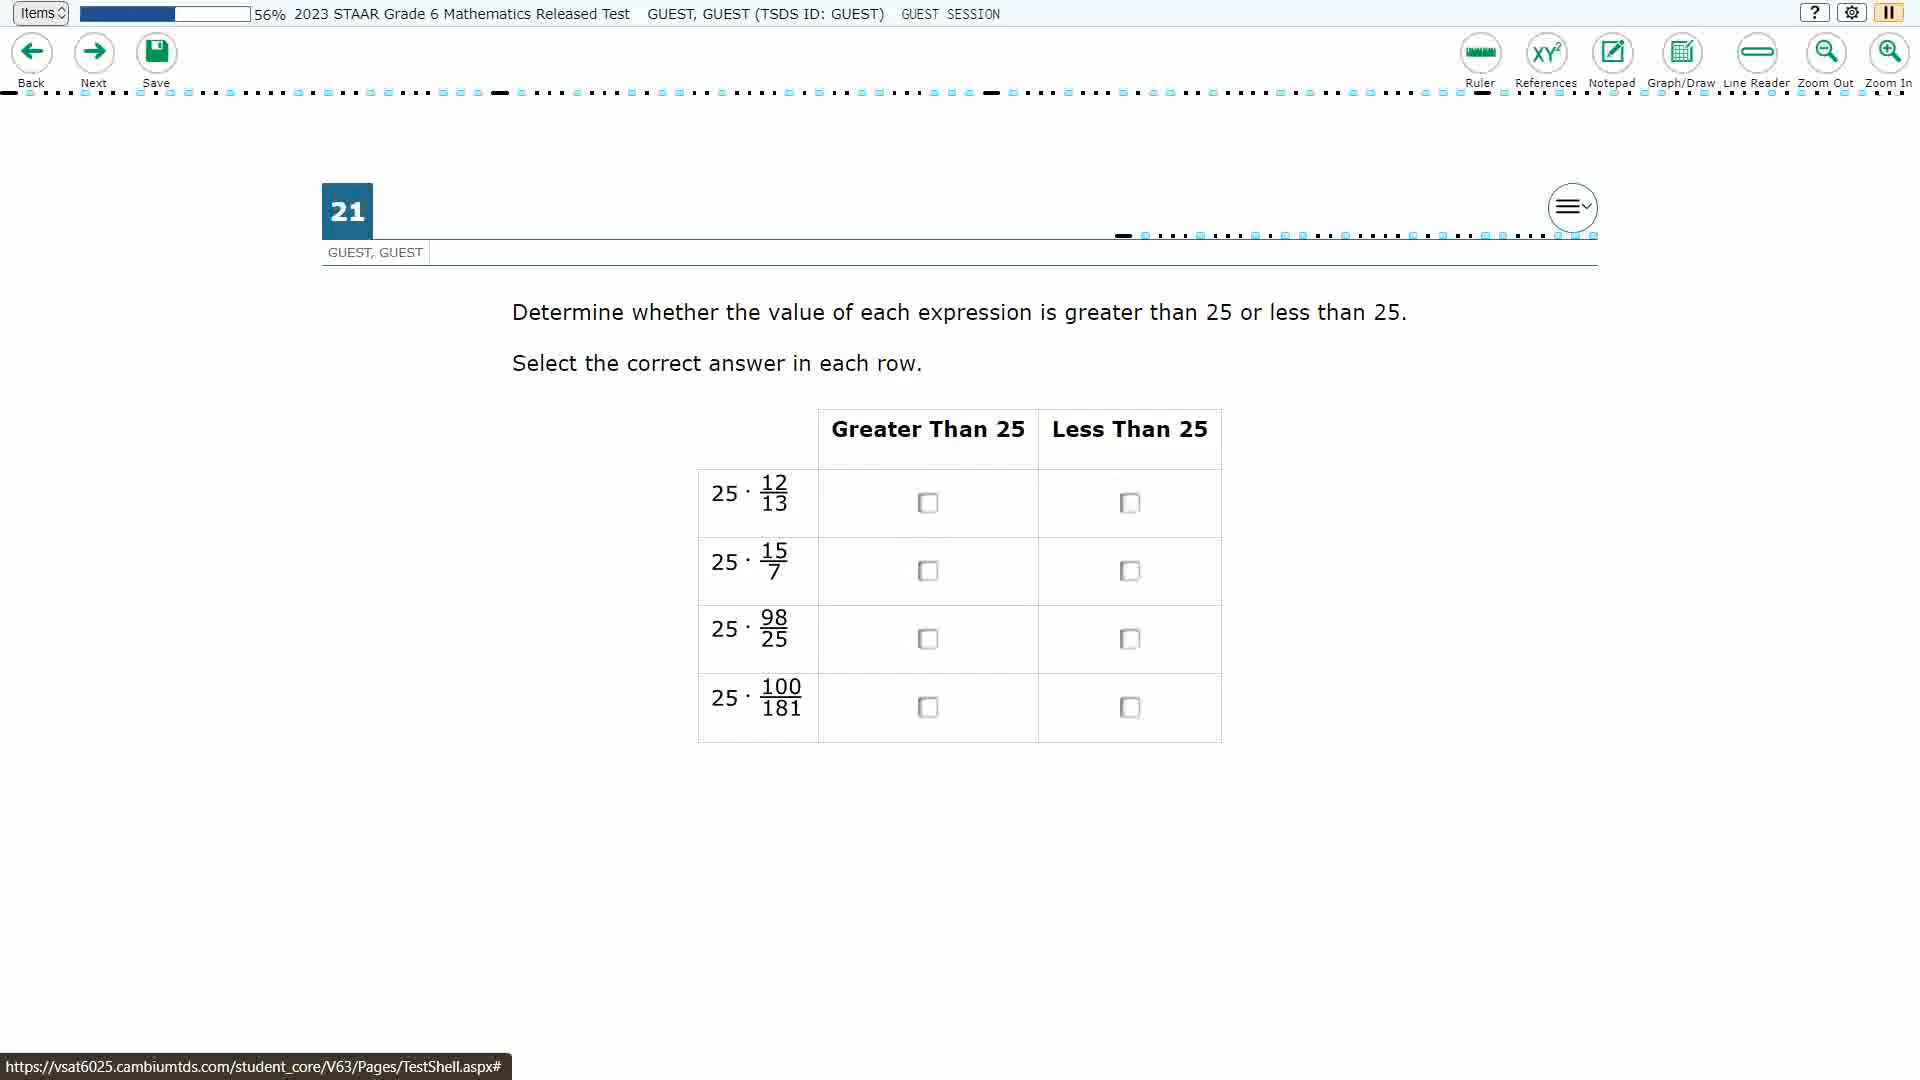 Items 56% 2023 STAAR Grade 6 Mathematics Released Test GUEST, GUEST (TSDS ID: GUEST) GUEST SESSION ?
XY²
Back Next Save Ruler References Notepad Graph/Draw Line Reader Zoom Out Zoom In
21
GUEST, GUEST
Determine whether the value of each expression is greater than 25 or less than 25.
Select the correct answer in each row.
Greater Than 25 Less Than 25
25 · 12/13
25 · 15/7
25 · 98/25
25 · 100/181
https://vsat6025.cambiumtds.com/student_core/V63/Pages/TestShell.aspx#